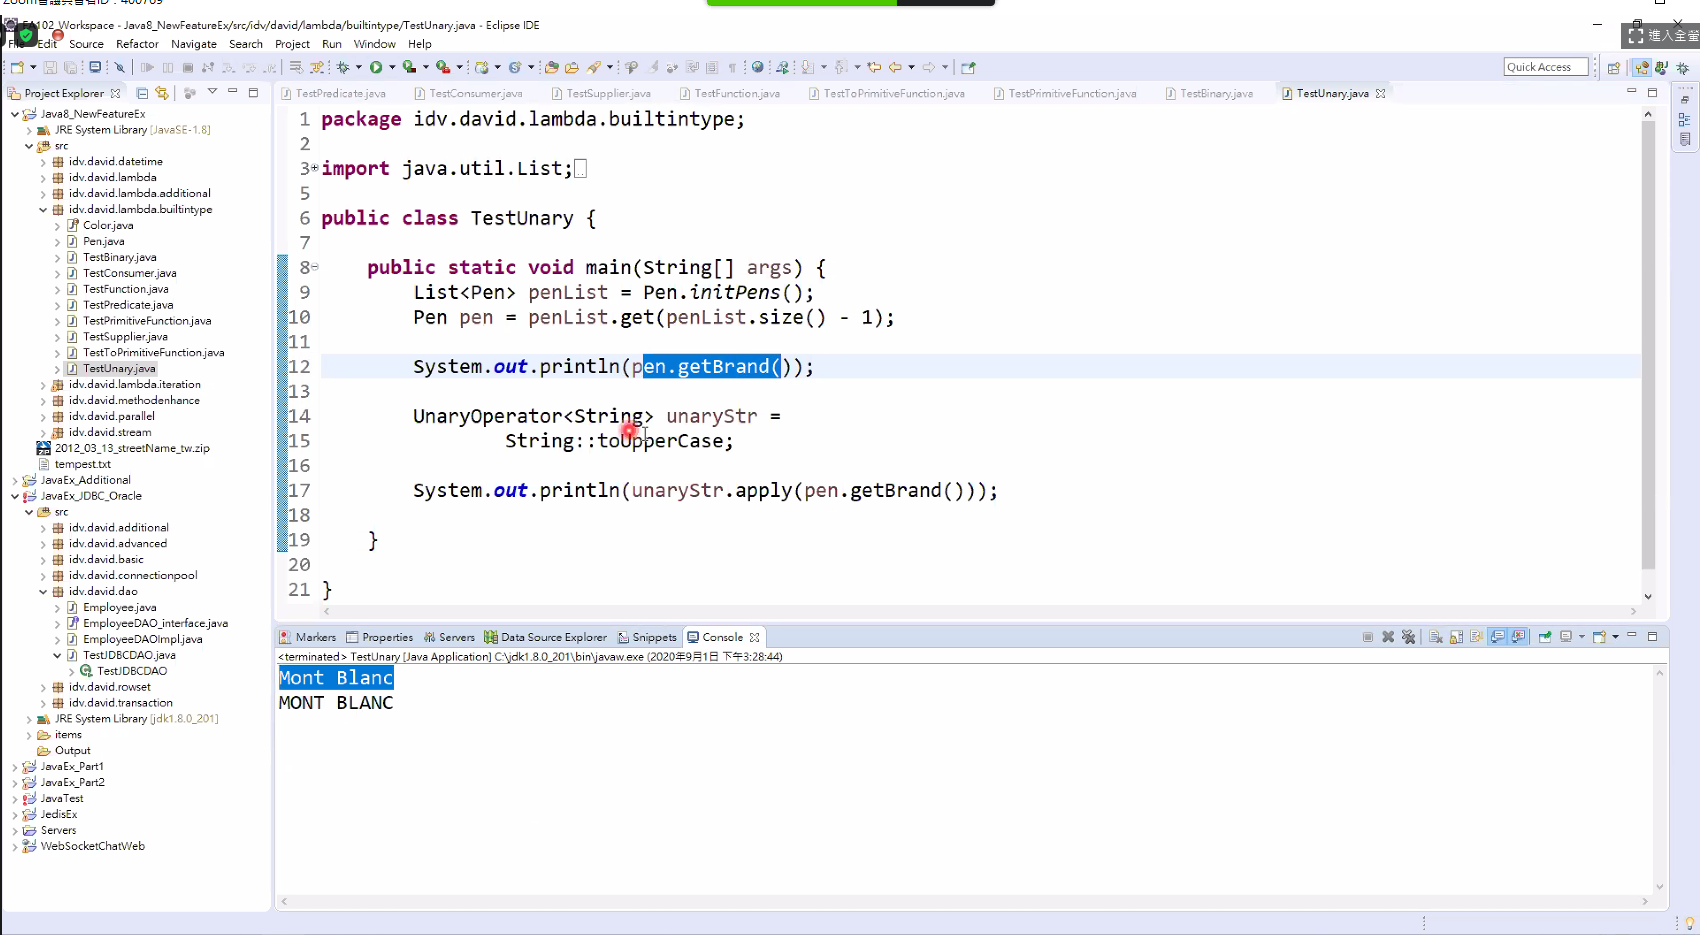 Zoom會議與會者ID：400709
EA102_Workspace - Java8_NewFeatureEx/src/idv/david/lambda/builtintype/TestUnary.java - Eclipse IDE
Edit Source Refactor Navigate Search Project Run Window Help
進入全螢
Quick Access
Project Explorer
TestPredicate.java TestConsumer.java TestSupplier.java TestFunction.java TestToPrimitiveFunction.java TestPrimitiveFunction.java TestBinary.java TestUnary.java
Java8_NewFeatureEx
JRE System Library [JavaSE-1.8]
src
idv.david.datetime
idv.david.lambda
idv.david.lambda.additional
idv.david.lambda.builtintype
Color.java
Pen.java
TestBinary.java
TestConsumer.java
TestFunction.java
TestPredicate.java
TestPrimitiveFunction.java
TestSupplier.java
TestToPrimitiveFunction.java
TestUnary.java
idv.david.lambda.iteration
idv.david.methodenhance
idv.david.parallel
idv.david.stream
2012_03_13_streetName_tw.zip
tempest.txt
JavaEx_Additional
JavaEx_JDBC_Oracle
src
idv.david.additional
idv.david.advanced
idv.david.basic
idv.david.connectionpool
idv.david.dao
Employee.java
EmployeeDAO_interface.java
EmployeeDAOImpl.java
TestJDBCDAO.java
TestJDBCDAO
idv.david.rowset
idv.david.transaction
JRE System Library [jdk1.8.0_201]
items
Output
JavaEx_Part1
JavaEx_Part2
JavaTest
JedisEx
Servers
WebSocketChatWeb
1 package idv.david.lambda.builtintype;
2
3 import java.util.List;
5
6 public class TestUnary {
7
8 public static void main(String[] args) {
9 List<Pen> penList = Pen.initPens();
10 Pen pen = penList.get(penList.size() - 1);
11
12 System.out.println(pen.getBrand());
13
14 UnaryOperator<String> unaryStr =
15 String::toUpperCase;
16
17 System.out.println(unaryStr.apply(pen.getBrand()));
18
19 }
20
21 }
Markers Properties Servers Data Source Explorer Snippets Console
<terminated> TestUnary [Java Application] C:\jdk1.8.0_201\bin\javaw.exe (2020年9月1日 下午3:28:44)
Mont Blanc
MONT BLANC